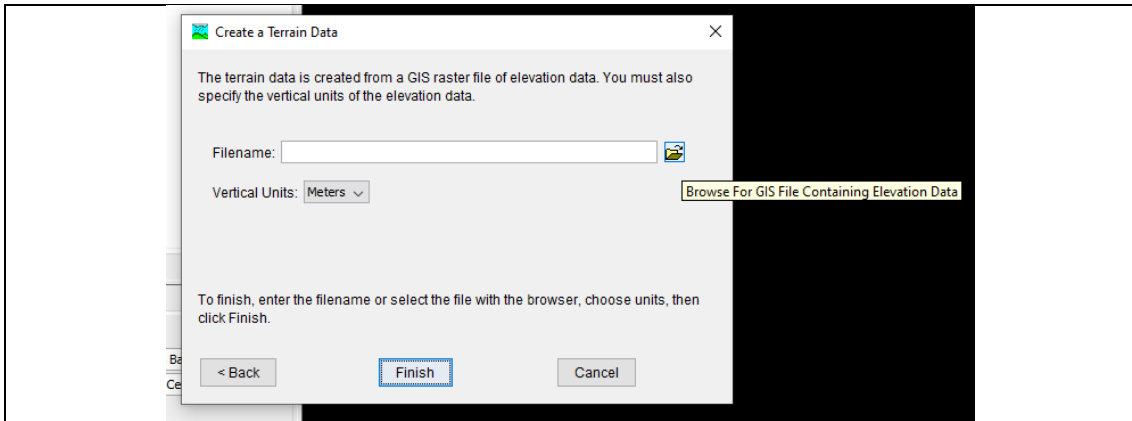 Create a Terrain Data
The terrain data is created from a GIS raster file of elevation data. You must also
specify the vertical units of the elevation data.
Filename:
Vertical Units: Meters
Browse For GIS File Containing Elevation Data
To finish, enter the filename or select the file with the browser, choose units, then
click Finish.
Ba
< Back Finish Cancel
Ce